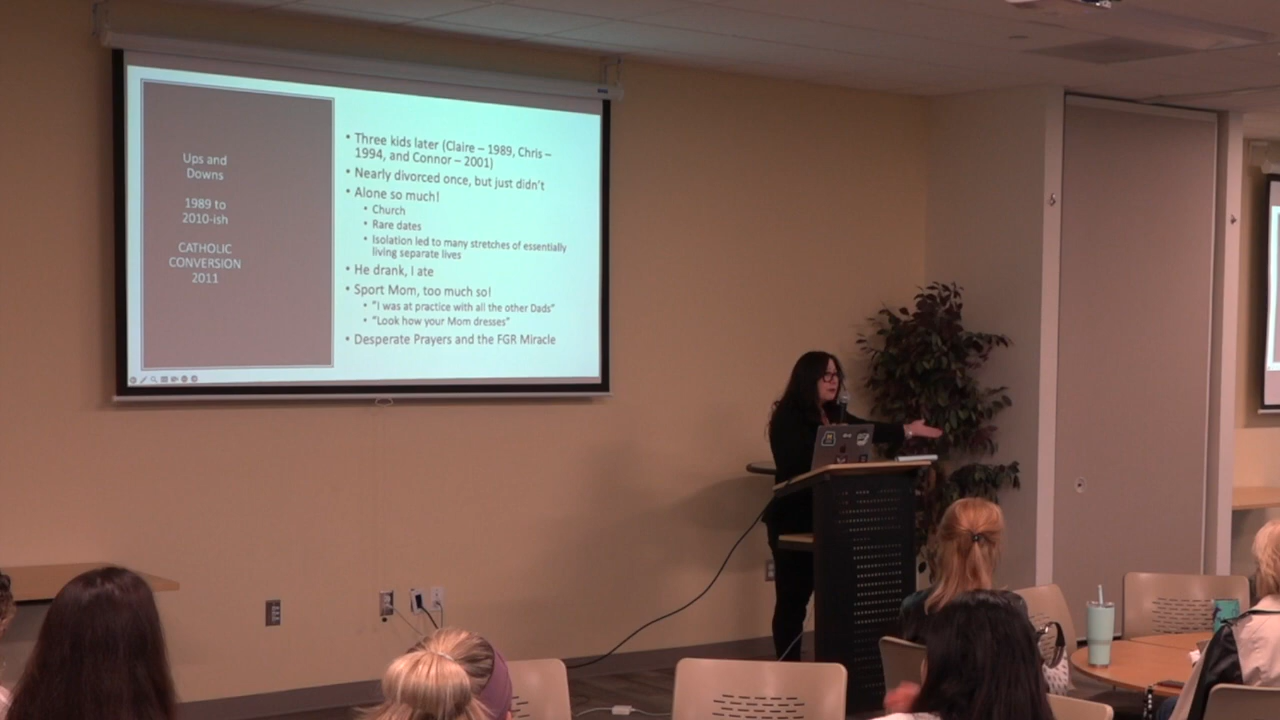 Ups and
Downs
1989 to
2010-ish
CATHOLIC
CONVERSION
2011
• Three kids later (Claire – 1989, Chris –
1994, and Connor – 2001)
• Nearly divorced once, but just didn't
• Alone so much!
• Church
• Rare dates
• Isolation led to many stretches of essentially
living separate lives
• He drank, I ate
• Sport Mom, too much so!
• "I was at practice with all the other Dads"
• "Look how your Mom dresses"
• Desperate Prayers and the FGR Miracle